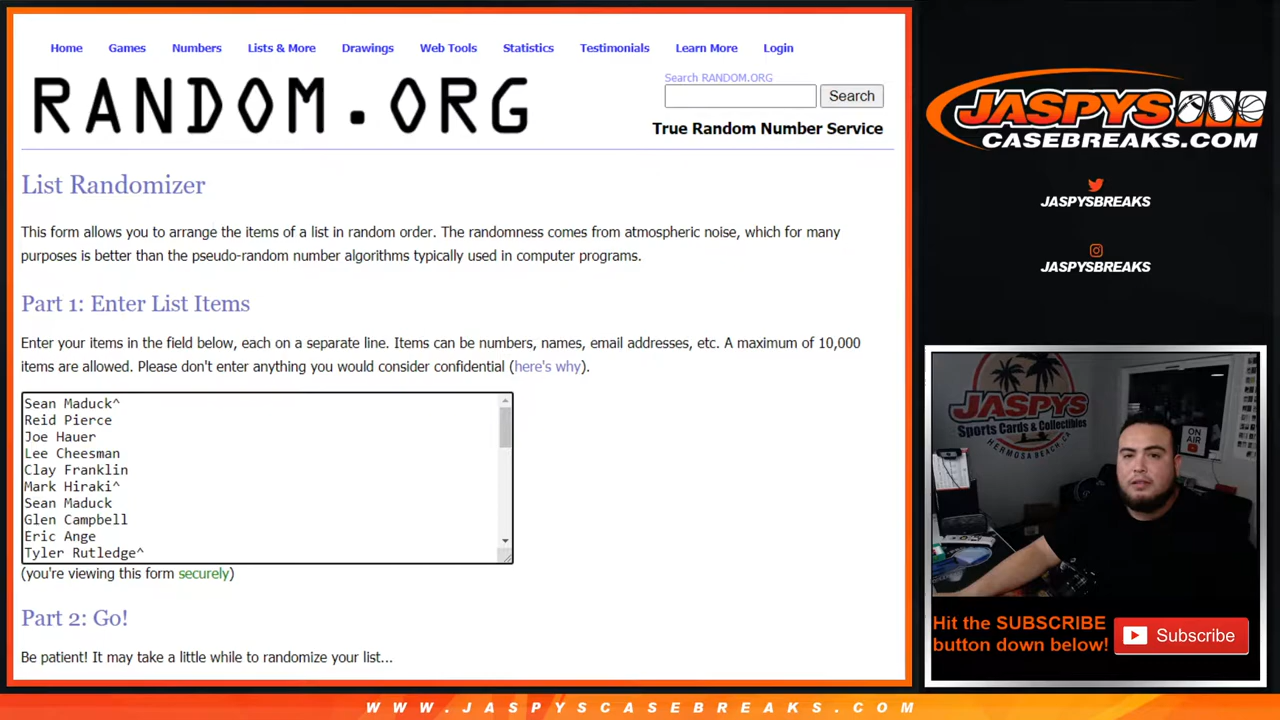 Home Games Numbers Lists & More Drawings Web Tools Statistics Testimonials Learn More Login
RANDOM.ORG
Search RANDOM.ORG
Search
True Random Number Service
List Randomizer
This form allows you to arrange the items of a list in random order. The randomness comes from atmospheric noise, which for many
purposes is better than the pseudo-random number algorithms typically used in computer programs.
Part 1: Enter List Items
Enter your items in the field below, each on a separate line. Items can be numbers, names, email addresses, etc. A maximum of 10,000
items are allowed. Please don't enter anything you would consider confidential (here's why).
Sean Maduck^
Reid Pierce
Joe Hauer
Lee Cheesman
Clay Franklin
Mark Hiraki^
Sean Maduck
Glen Campbell
Eric Ange
Tyler Rutledge^
(you're viewing this form securely)
Part 2: Go!
Be patient! It may take a little while to randomize your list...
JASPYS
CASEBREAKS.COM
JASPYSBREAKS
JASPYSBREAKS
JASPYS
Sports Cards & Collectibles
HERMOSA BEACH, CA
ON
AIR
Hit the SUBSCRIBE
button down below!
Subscribe
WWW.JASPYSCASEBREAKS.COM